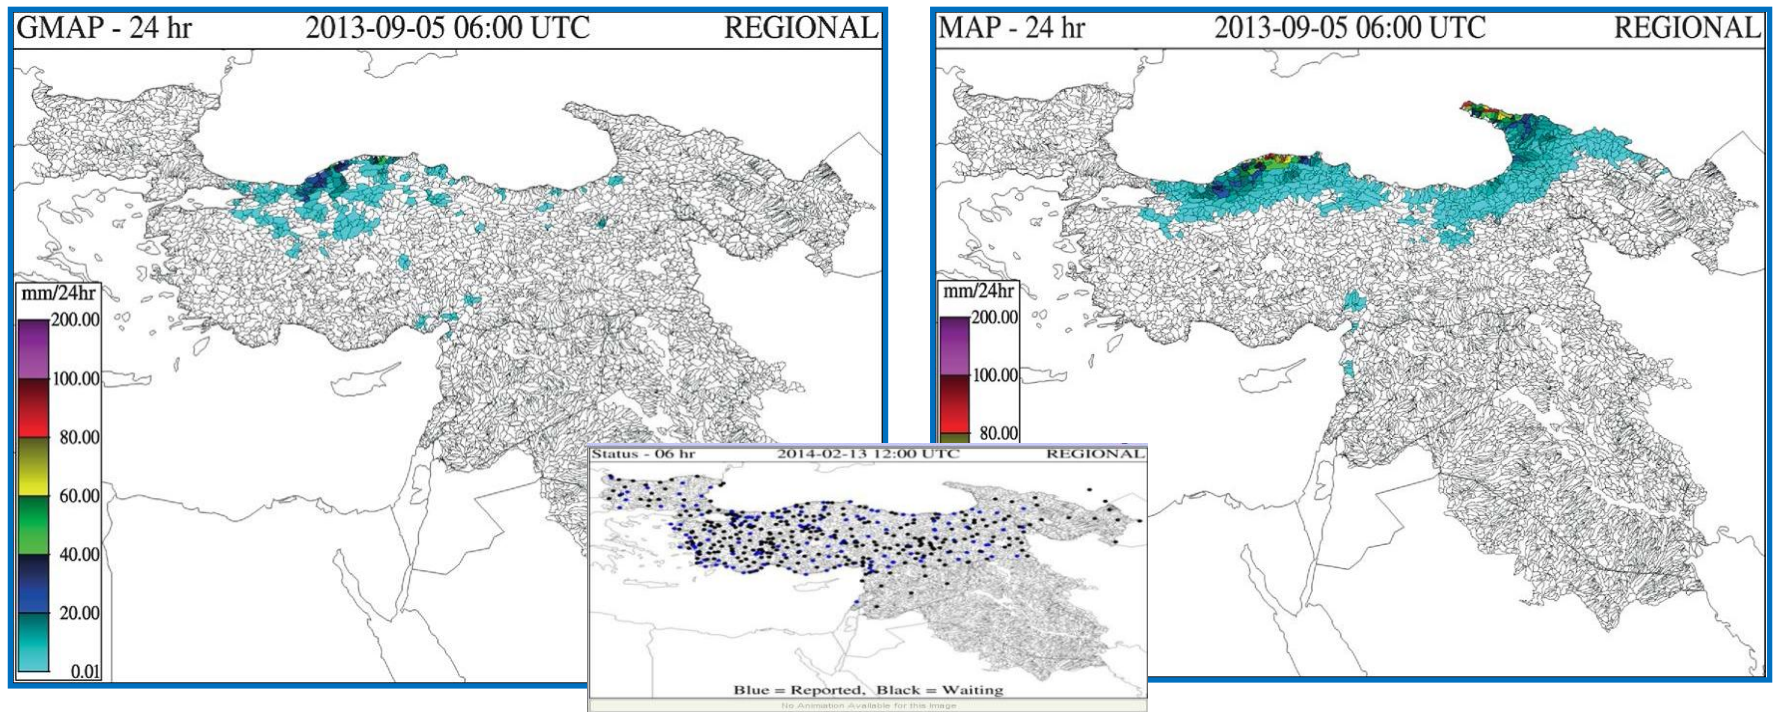 GMAP - 24 hr 2013-09-05 06:00 UTC REGIONAL
mm/24hr
200.00
100.00
80.00
60.00
40.00
20.00
0.01
MAP - 24 hr 2013-09-05 06:00 UTC REGIONAL
mm/24hr
200.00
100.00
80.00
Status - 06 hr 2014-02-13 12:00 UTC REGIONAL
Blue = Reported, Black = Waiting
No Animation Available for this Image